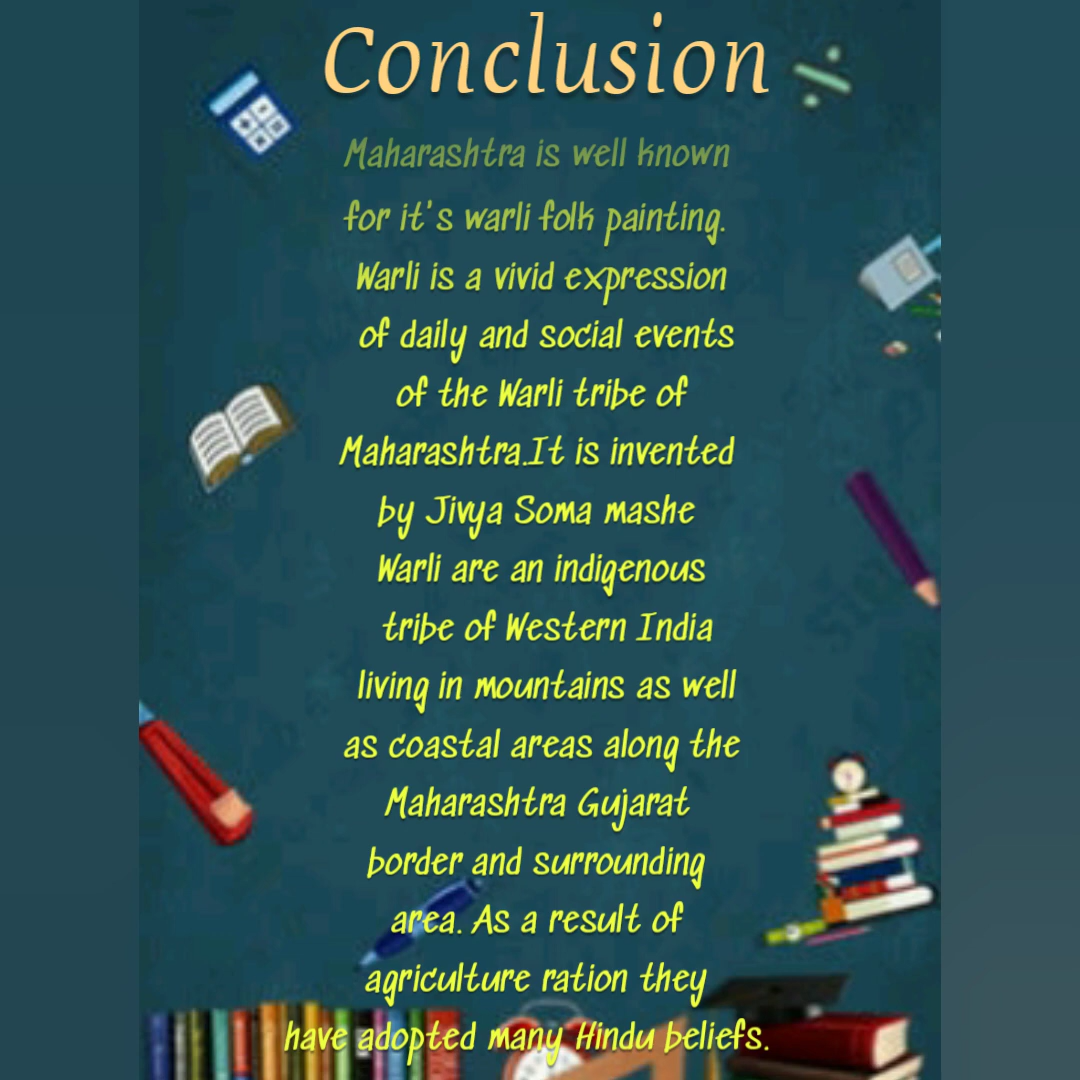 Conclusion
Maharashtra is well known
for it's warli folk painting.
Warli is a vivid expression
of daily and social events
of the Warli tribe of
Maharashtra.It is invented
by Jivya Soma mashe
Warli are an indigenous
tribe of Western India
living in mountains as well
as coastal areas along the
Maharashtra Gujarat
border and surrounding
area. As a result of
agriculture ration they
have adopted many Hindu beliefs.